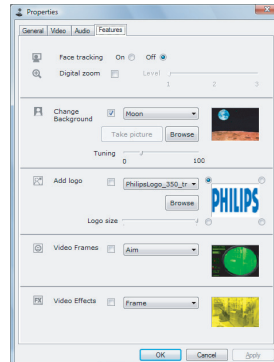 Properties
General Video Audio Features
Face tracking On Off
Digital zoom Level
1 2 3
Change Background Moon
Take picture Browse
Tuning
0 100
Add logo PhilipsLogo_350_tr
PHILIPS
Browse
Logo size
Video Frames Aim
FX Video Effects Frame
OK Cancel Apply